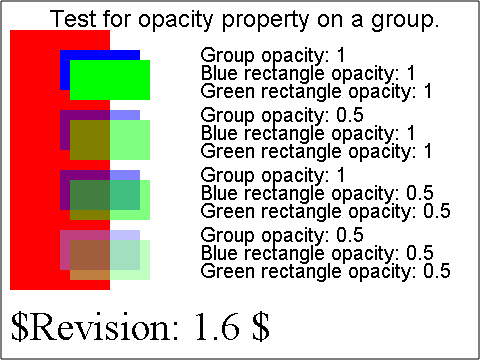 Test for opacity property on a group.
Group opacity: 1
Blue rectangle opacity: 1
Green rectangle opacity: 1
Group opacity: 0.5
Blue rectangle opacity: 1
Green rectangle opacity: 1
Group opacity: 1
Blue rectangle opacity: 0.5
Green rectangle opacity: 0.5
Group opacity: 0.5
Blue rectangle opacity: 0.5
Green rectangle opacity: 0.5
$Revision: 1.6 $